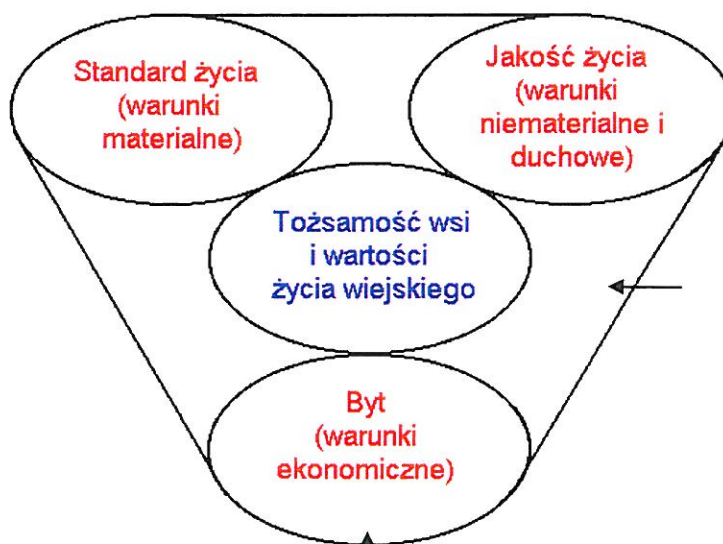 Standard życia
(warunki
materialne)
Jakość życia
(warunki
niematerialne i
duchowe)
Tożsamość wsi
i wartości
życia wiejskiego
Byt
(warunki
ekonomiczne)